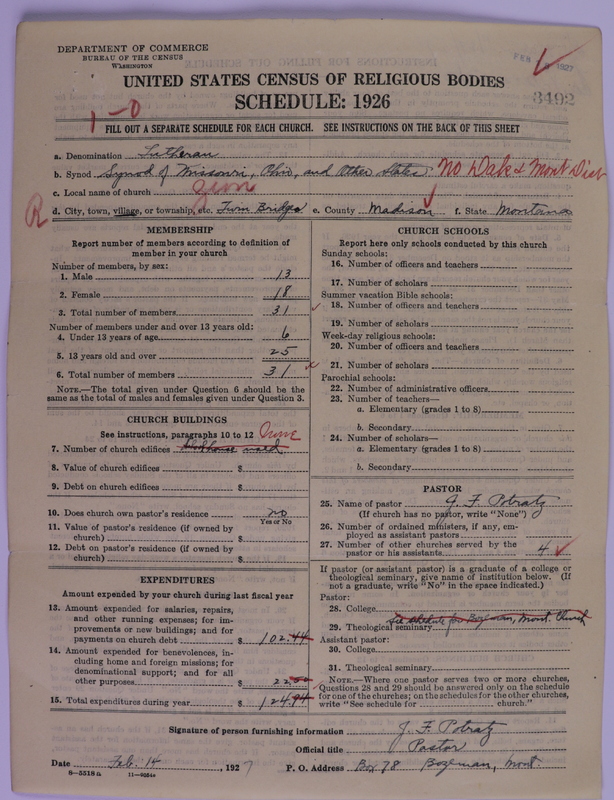 DEPARTMENT OF COMMERCE
BUREAU OF THE CENSUS
WASHINGTON
FEB 1927
UNITED STATES CENSUS OF RELIGIOUS BODIES
SCHEDULE: 1926
3492
1-0
FILL OUT A SEPARATE SCHEDULE FOR EACH CHURCH. SEE INSTRUCTIONS ON THE BACK OF THIS SHEET
a. Denomination Lutheran
b. Synod Synod of Missouri, Ohio, and Other States. No Dak & Mont Dist
c. Local name of church Zion
R
d. City, town, village, or township, etc. Twin Bridges e. County Madison f. State Montana
MEMBERSHIP
Report number of members according to definition of
member in your church
Number of members, by sex:
1. Male 13
2. Female 18
3. Total number of members 31
Number of members under and over 13 years old:
4. Under 13 years of age 6
5. 13 years old and over 25
6. Total number of members 31
NOTE.—The total given under Question 6 should be
same as the total of males and females given under Question 3.
CHURCH BUILDINGS
See instructions, paragraphs 10 to 12
7. Number of church edifices
8. Value of church edifices $
9. Debt on church edifices $
10. Does church own pastor's residence no
Yes or No
11. Value of pastor's residence (if owned by
church) $
12. Debt on pastor's residence (if owned by
church) $
EXPENDITURES
Amount expended by your church during last fiscal year
13. Amount expended for salaries, repairs,
and other running expenses; for im-
provements or new buildings; and for
payments on church debt $ 102.44
14. Amount expended for benevolences, in-
cluding home and foreign missions; for
denominational support; and for all
other purposes $ 22.50
15. Total expenditures during year $ 124.94
CHURCH SCHOOLS
Report here only schools conducted by this church
Sunday schools:
16. Number of officers and teachers
17. Number of scholars
Summer vacation Bible schools:
18. Number of officers and teachers
19. Number of scholars
Week-day religious schools:
20. Number of officers and teachers
21. Number of scholars
Parochial schools:
22. Number of administrative officers
23. Number of teachers—
a. Elementary (grades 1 to 8)
b. Secondary
24. Number of scholars—
a. Elementary (grades 1 to 8)
b. Secondary
PASTOR
25. Name of pastor J. F. Potratz
(If church has no pastor, write "None")
26. Number of ordained ministers, if any, em-
ployed as assistant pastors
27. Number of other churches served by the
pastor or his assistants 4
If pastor (or assistant pastor) is a graduate of a college or
theological seminary, give name of institution below. (If
not a graduate, write "No" in the space indicated.)
Pastor:
28. College
See schedule for Bozeman, Mont. Church
29. Theological seminary
Assistant pastor:
30. College
31. Theological seminary
NOTE.—Where one pastor serves two or more churches,
Questions 28 and 29 should be answered only on the schedule
for one of the churches; on the schedules for the other churches,
write "See schedule for church."
Signature of person furnishing information J. F. Potratz
Official title Pastor
Date Feb. 14, 1927 P. O. Address Box 78 Bozeman, Mont.
8—5518a 11—9064